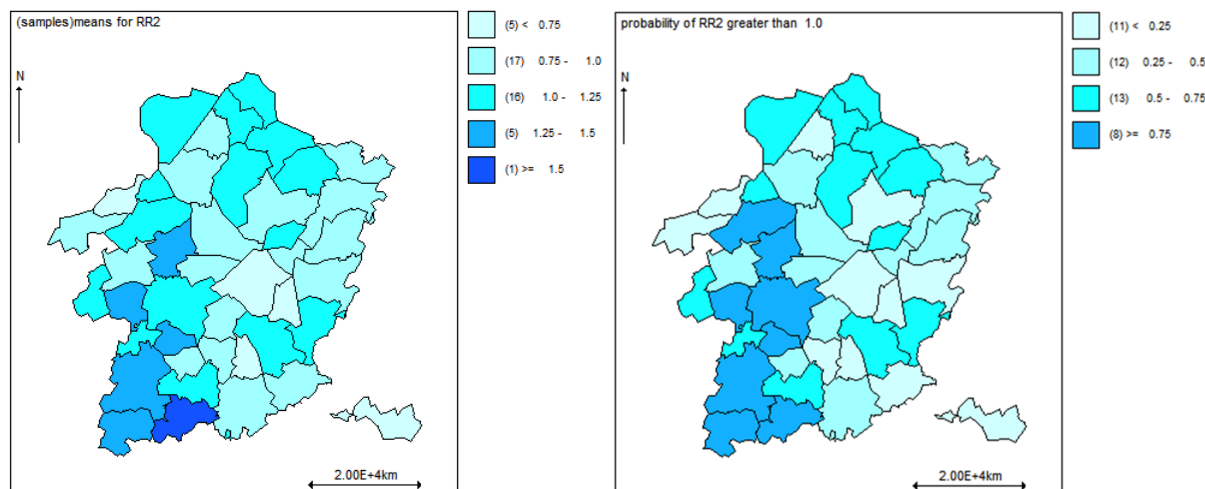 (samples)means for RR2
(5) < 0.75
(17) 0.75 - 1.0
(16) 1.0 - 1.25
(5) 1.25 - 1.5
(1) >= 1.5
N
2.00E+4km
probability of RR2 greater than 1.0
(11) < 0.25
(12) 0.25 - 0.5
(13) 0.5 - 0.75
(8) >= 0.75
N
2.00E+4km